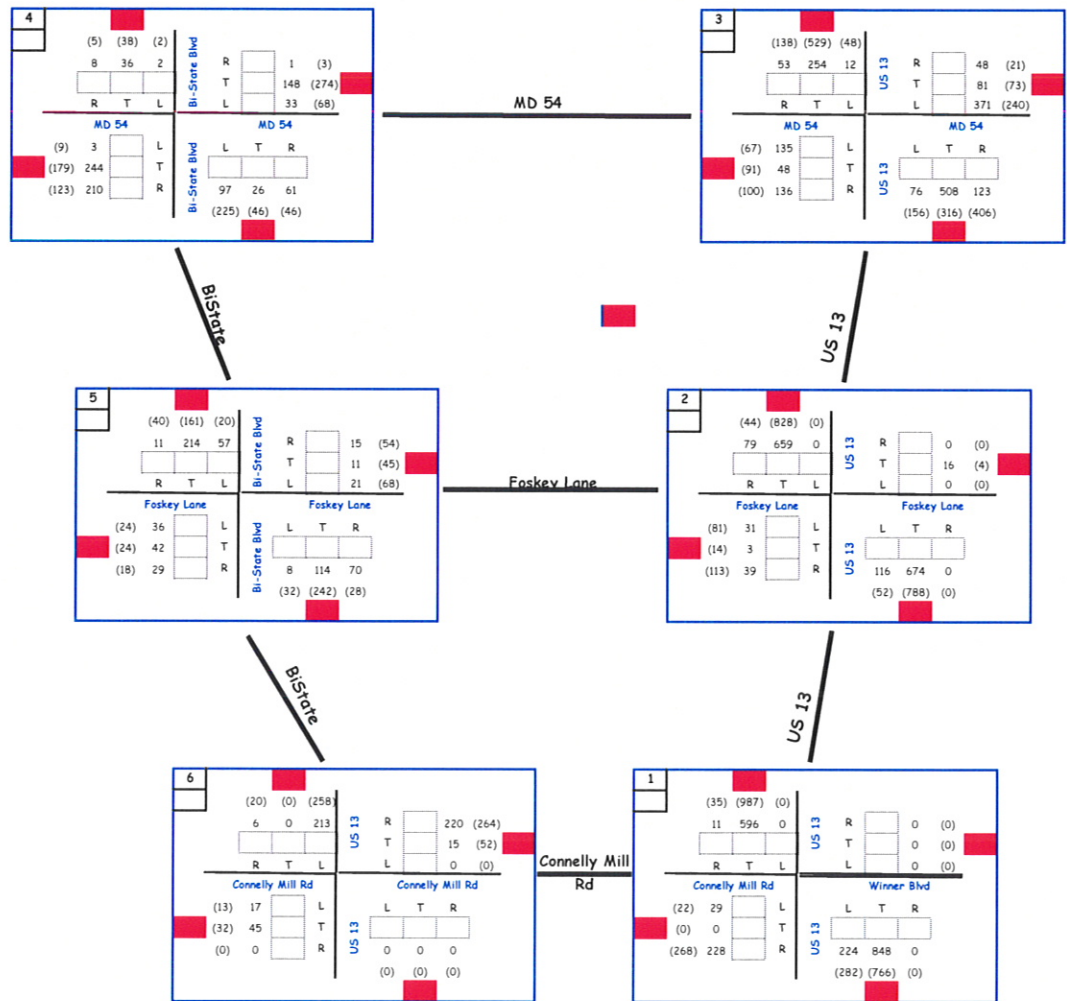 4
(5) (38) (2)
8 36 2
R T L
Bi-State Blvd
R 1 (3)
T 148 (274)
L 33 (68)
MD 54
MD 54
(9) 3 L
(179) 244 T
(123) 210 R
Bi-State Blvd
L T R
97 26 61
(225) (46) (46)
MD 54
3
(138) (529) (48)
53 254 12
R T L
US 13
R 48 (21)
T 81 (73)
L 371 (240)
MD 54
MD 54
(67) 135 L
(91) 48 T
(100) 136 R
US 13
L T R
76 508 123
(156) (316) (406)
BiState
US 13
5
(40) (161) (20)
11 214 57
R T L
Bi-State Blvd
R 15 (54)
T 11 (45)
L 21 (68)
Foskey Lane
Foskey Lane
(24) 36 L
(24) 42 T
(18) 29 R
Bi-State Blvd
L T R
8 114 70
(32) (242) (28)
Foskey Lane
2
(44) (828) (0)
79 659 0
R T L
US 13
R 0 (0)
T 16 (4)
L 0 (0)
Foskey Lane
Foskey Lane
(81) 31 L
(14) 3 T
(113) 39 R
US 13
L T R
116 674 0
(52) (788) (0)
BiState
US 13
6
(20) (0) (258)
6 0 213
R T L
US 13
R 220 (264)
T 15 (52)
L 0 (0)
Connelly Mill Rd
Connelly Mill Rd
(13) 17 L
(32) 45 T
(0) 0 R
US 13
L T R
0 0 0
(0) (0) (0)
Connelly Mill
Rd
1
(35) (987) (0)
11 596 0
R T L
US 13
R 0 (0)
T 0 (0)
L 0 (0)
Connelly Mill Rd
Winner Blvd
(22) 29 L
(0) 0 T
(268) 228 R
US 13
L T R
224 848 0
(282) (766) (0)